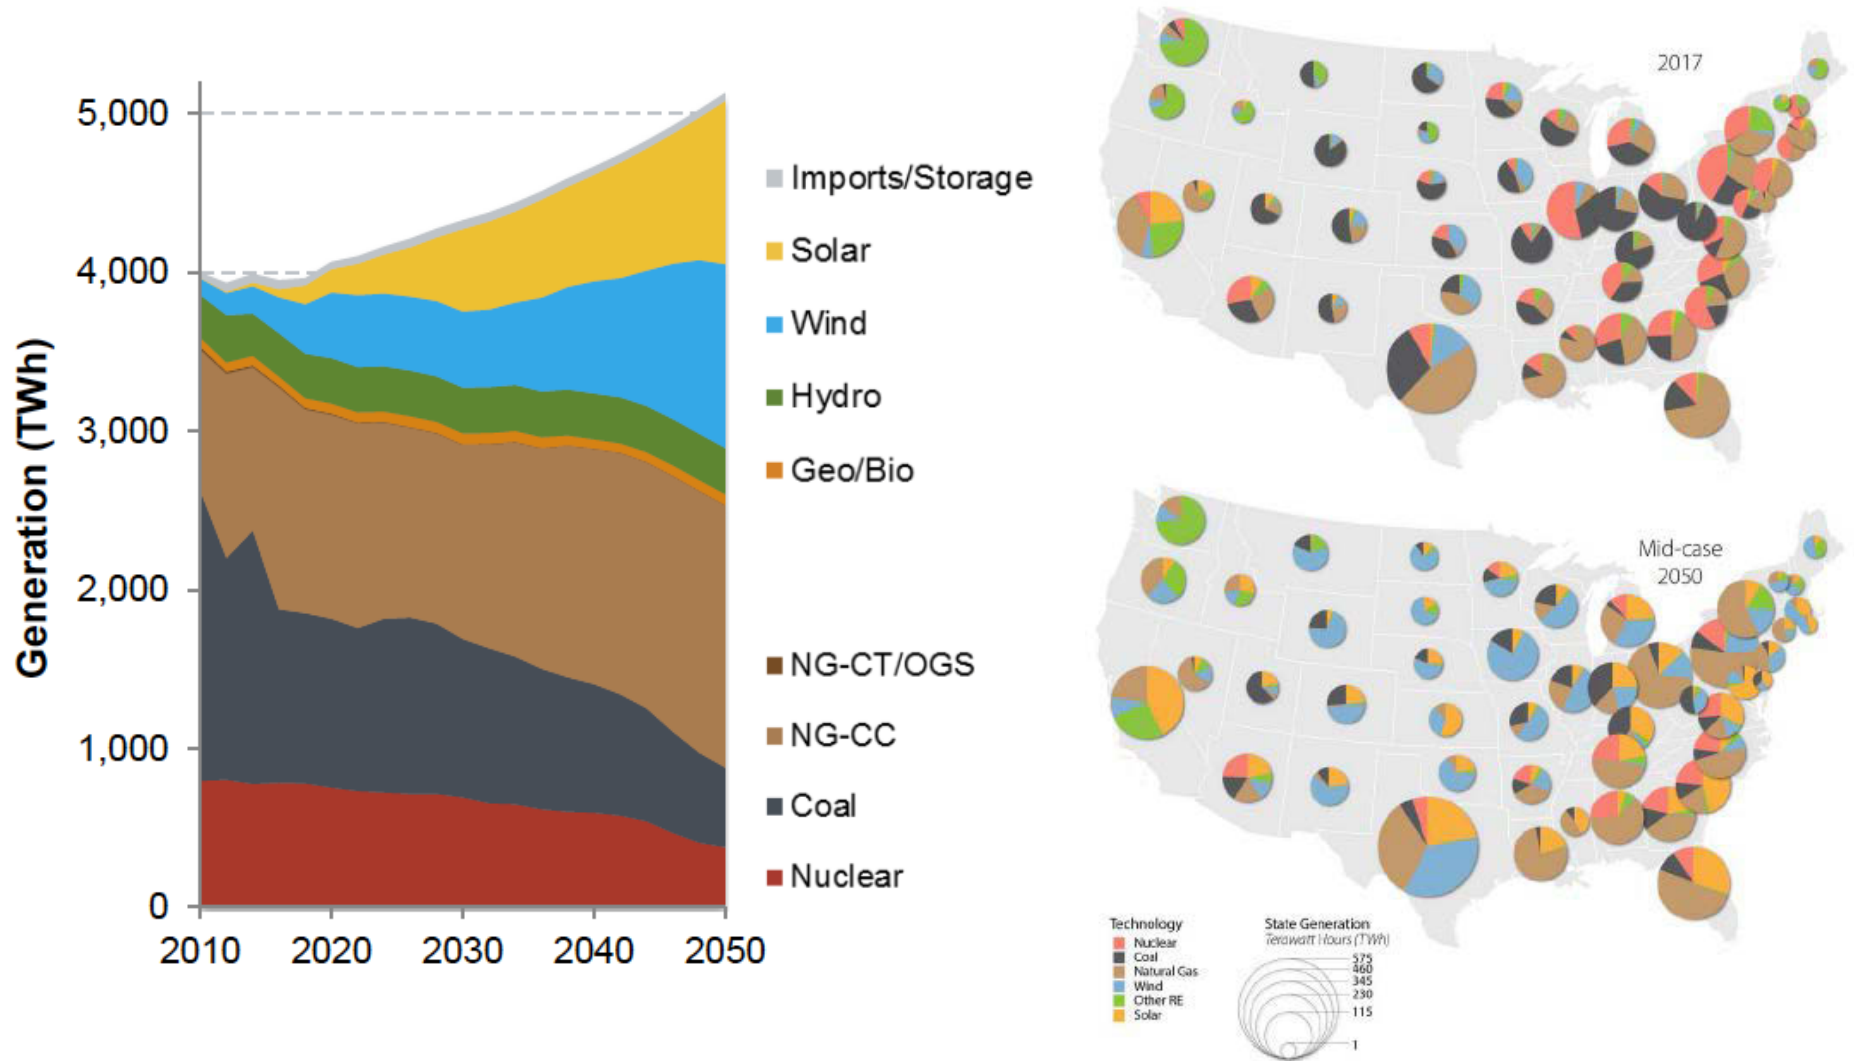 Generation (TWh)
5,000
4,000
3,000
2,000
1,000
0
2010
2020
2030
2040
2050
Imports/Storage
Solar
Wind
Hydro
Geo/Bio
NG-CT/OGS
NG-CC
Coal
Nuclear
2017
Mid-case
2050
Technology
Nuclear
Coal
Natural Gas
Wind
Other RE
Solar
State Generation
Terawatt Hours (TWh)
575
460
345
230
115
1